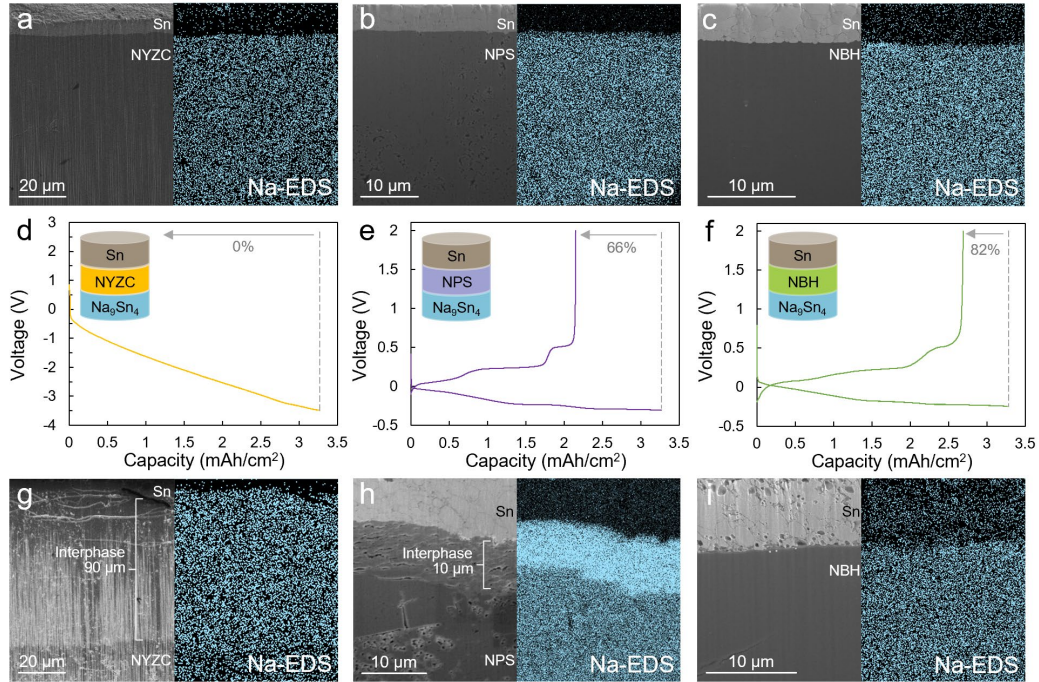 a
Sn
NYZC
20 µm
Na-EDS
b
Sn
NPS
10 µm
Na-EDS
c
Sn
NBH
10 µm
Na-EDS
d
3
2
1
0
-1
-2
-3
-4
Voltage (V)
0%
Sn
NYZC
Na₉Sn₄
0 0.5 1 1.5 2 2.5 3 3.5
Capacity (mAh/cm²)
e
2
1.5
1
0.5
0
-0.5
Voltage (V)
66%
Sn
NPS
Na₉Sn₄
0 0.5 1 1.5 2 2.5 3 3.5
Capacity (mAh/cm²)
f
2
1.5
1
0.5
0
-0.5
Voltage (V)
82%
Sn
NBH
Na₉Sn₄
0 0.5 1 1.5 2 2.5 3 3.5
Capacity (mAh/cm²)
g
Sn
Interphase
90 µm
20 µm
NYZC
Na-EDS
h
Sn
Interphase
10 µm
10 µm
NPS
Na-EDS
i
Sn
NBH
10 µm
Na-EDS